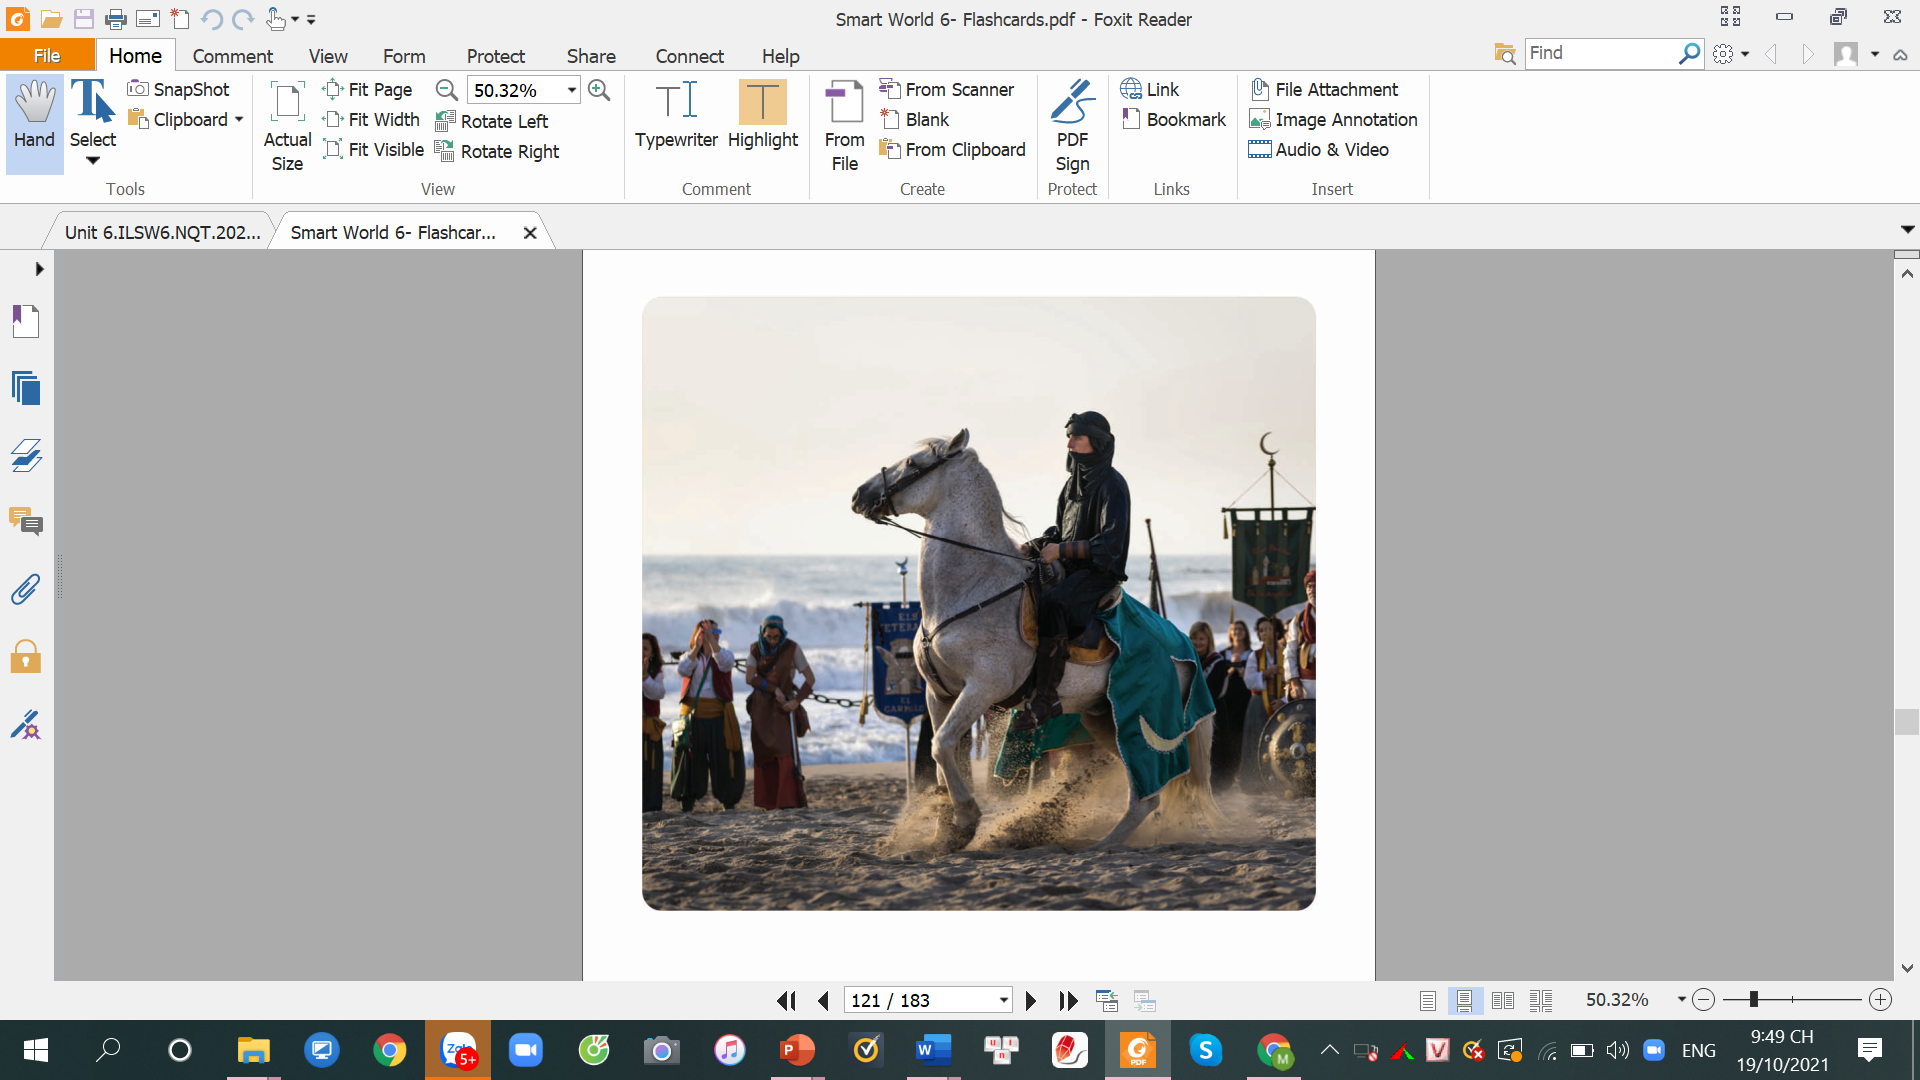 Smart World 6- Flashcards.pdf - Foxit Reader
File Home Comment View Form Protect Share Connect Help
Find
Hand
Select
SnapShot
Clipboard
Tools
Actual
Size
Fit Page
Fit Width
Fit Visible
50.32%
Rotate Left
Rotate Right
View
Typewriter
Highlight
Comment
From
File
From Scanner
Blank
From Clipboard
Create
PDF
Sign
Protect
Link
Bookmark
Links
File Attachment
Image Annotation
Audio & Video
Insert
Unit 6.ILSW6.NQT.202...
Smart World 6- Flashcar...
ELS
EL
121 / 183
50.32%
5+
ENG
9:49 CH
19/10/2021